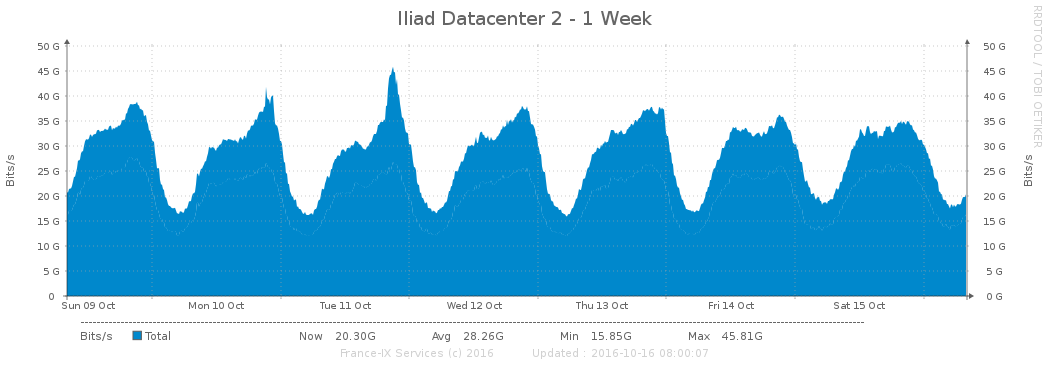 Iliad Datacenter 2 - 1 Week
RRDTOOL / TOBI OETIKER
Bits/s
50 G
45 G
40 G
35 G
30 G
25 G
20 G
15 G
10 G
5 G
0
50 G
45 G
40 G
35 G
30 G
25 G
20 G
15 G
10 G
5 G
0 G
Bits/s
Sun 09 Oct Mon 10 Oct Tue 11 Oct Wed 12 Oct Thu 13 Oct Fri 14 Oct Sat 15 Oct
Bits/s Total Now 20.30G Avg 28.26G Min 15.85G Max 45.81G
France-IX Services (c) 2016 Updated : 2016-10-16 08:00:07